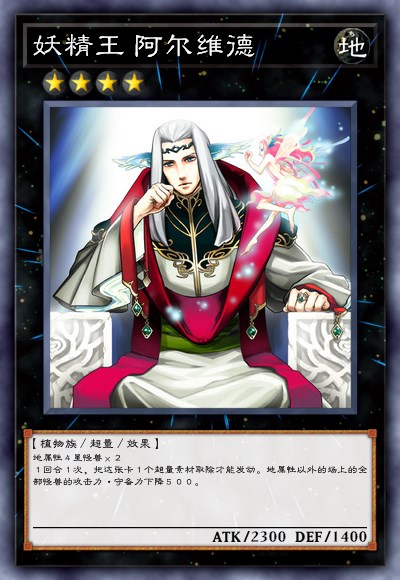 妖精王 阿尔维德
地
【植物族/超量/效果】
地属性4星怪兽×2
1回合1次，把这张卡1个超量素材取除才能发动。地属性以外的场上的全
部怪兽的攻击力·守备力下降500。
ATK/2300 DEF/1400